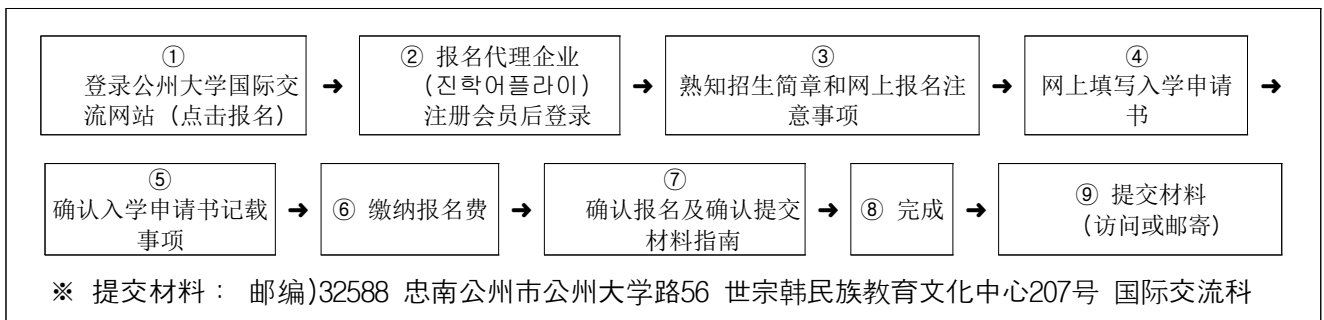 ①
登录公州大学国际交
流网站 (点击报名)
➜
② 报名代理企业
(진학어플라이)
注册会员后登录
➜
③
熟知招生简章和网上报名注
意事项
➜
④
网上填写入学申请
书
➜
⑤
确认入学申请书记载
事项
➜
⑥ 缴纳报名费
➜
⑦
确认报名及确认提交
材料指南
➜
⑧ 完成
➜
⑨ 提交材料
(访问或邮寄)
※ 提交材料 : 邮编)32588 忠南公州市公州大学路56 世宗韩民族教育文化中心207号 国际交流科